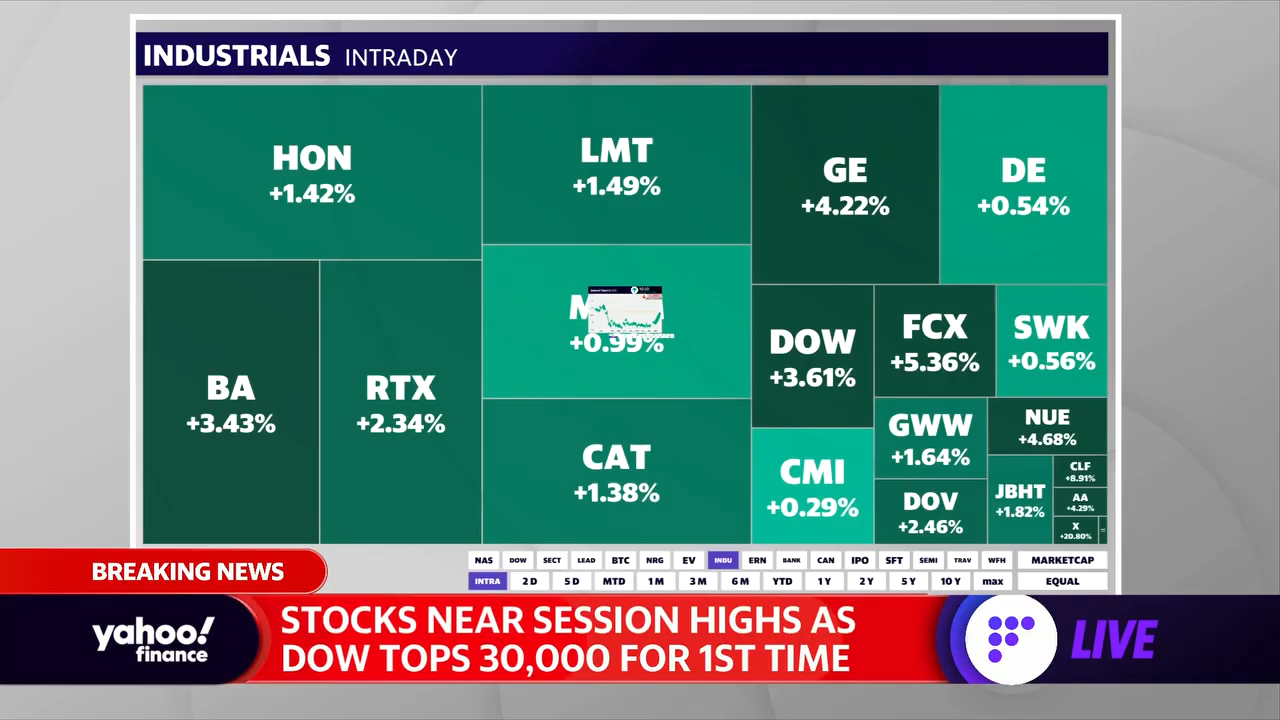 INDUSTRIALS INTRADAY
HON
+1.42%
LMT
+1.49%
GE
+4.22%
DE
+0.54%
BA
+3.43%
RTX
+2.34%
+0.99%
CAT
+1.38%
DOW
+3.61%
FCX
+5.36%
SWK
+0.56%
CMI
+0.29%
GWW
+1.64%
NUE
+4.68%
DOV
+2.46%
JBHT
+1.82%
CLF
+8.91%
AA
+4.29%
X
+20.80%
NAS DOW SECT LEAD BTC NRG EV INDU ERN BANK CAN IPO SFT SEMI TRAV WFH MARKETCAP
INTRA 2 D 5 D MTD 1 M 3 M 6 M YTD 1 Y 2 Y 5 Y 10 Y max EQUAL
BREAKING NEWS
yahoo!
finance
STOCKS NEAR SESSION HIGHS AS
DOW TOPS 30,000 FOR 1ST TIME
LIVE